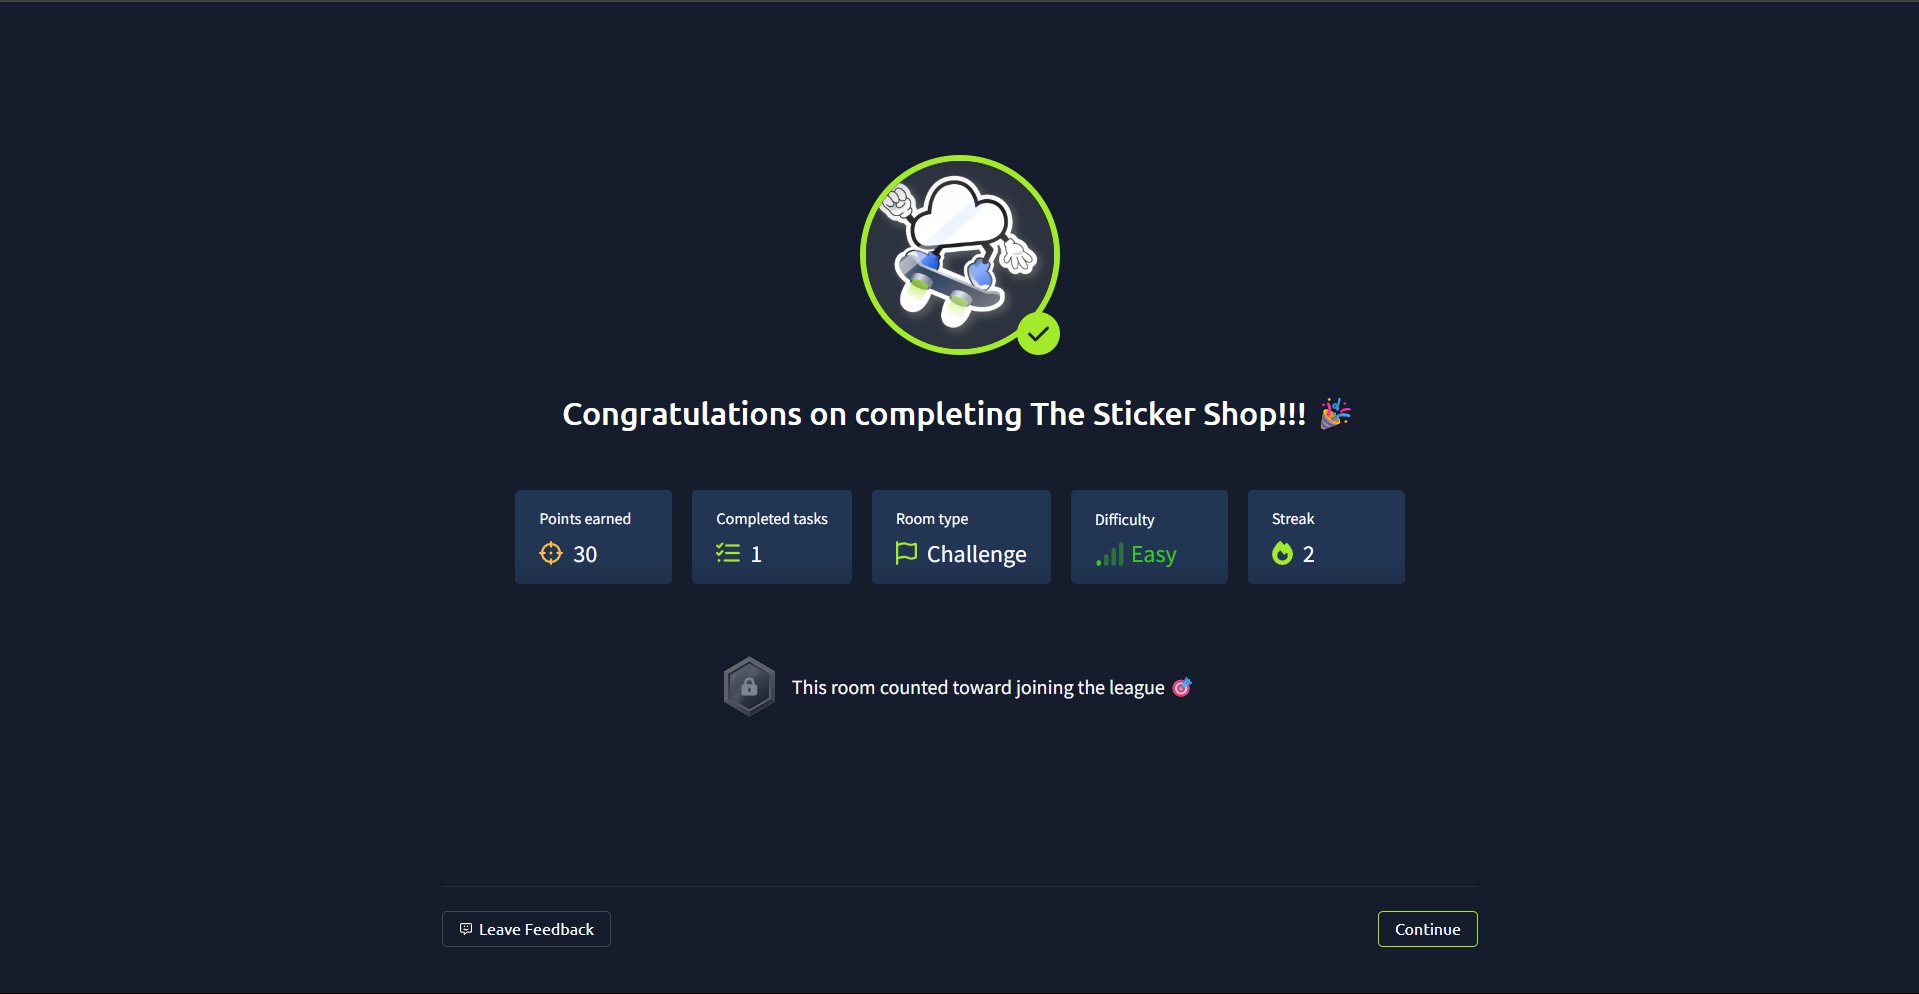 Congratulations on completing The Sticker Shop!!! 🎉
Points earned
30
Completed tasks
1
Room type
Challenge
Difficulty
Easy
Streak
2
This room counted toward joining the league 🎯
Leave Feedback
Continue